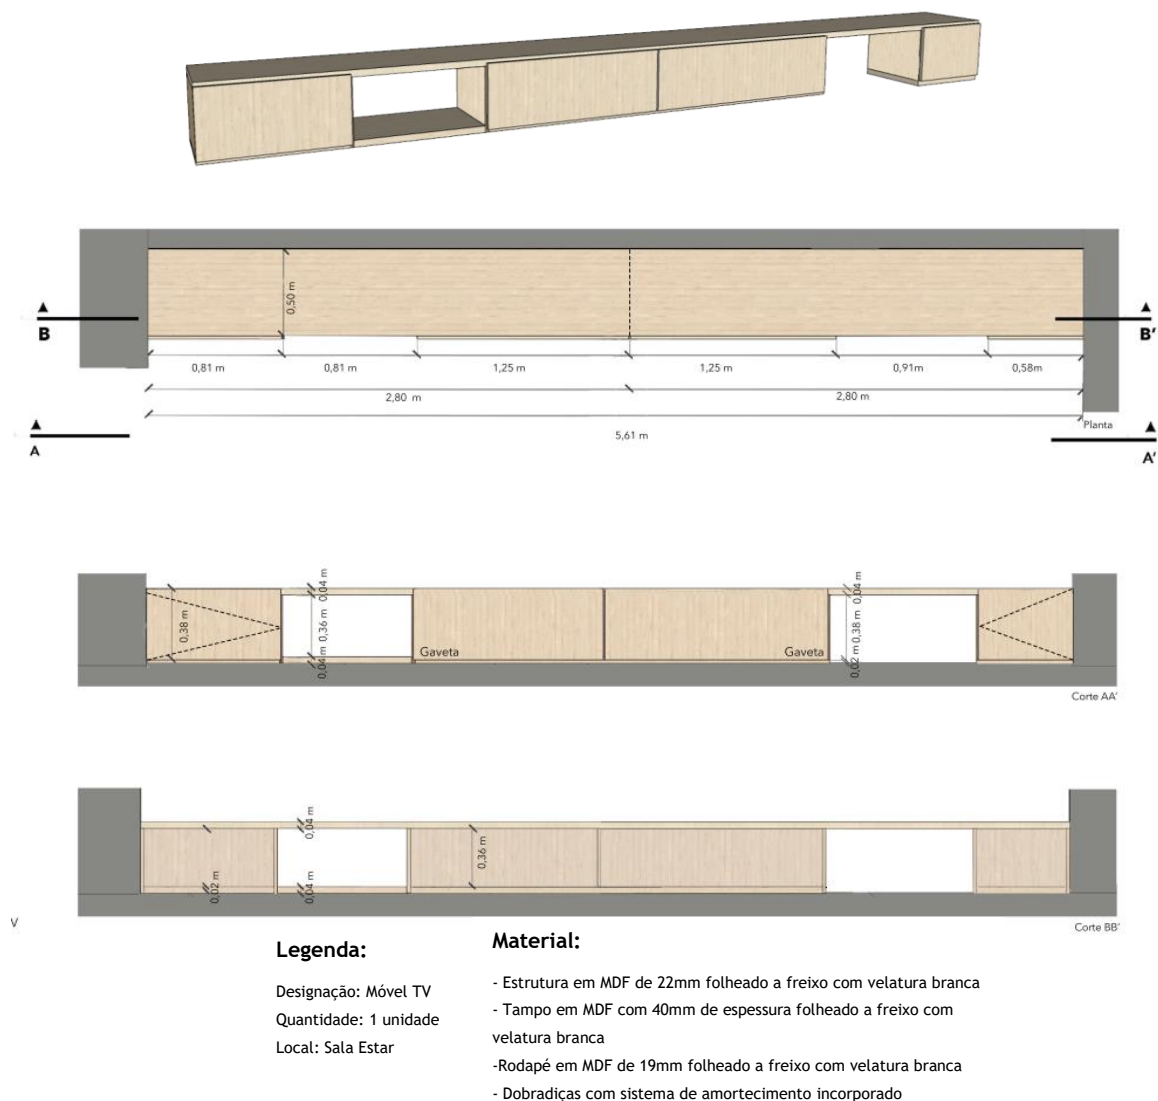 0,50 m
B
B'
0,81 m
0,81 m
1,25 m
1,25 m
0,91m
0,58m
2,80 m
2,80 m
5,61 m
Planta
A
A'
0,38 m
0,04 m
0,36 m
0,04 m
Gaveta
Gaveta
0,04 m
0,38 m
0,02 m
Corte AA'
0,02 m
0,04 m
0,04 m
0,36 m
Corte BB'
V
Legenda:
Designação: Móvel TV
Quantidade: 1 unidade
Local: Sala Estar
Material:
- Estrutura em MDF de 22mm folheado a freixo com velatura branca
- Tampo em MDF com 40mm de espessura folheado a freixo com
velatura branca
-Rodapé em MDF de 19mm folheado a freixo com velatura branca
- Dobradiças com sistema de amortecimento incorporado